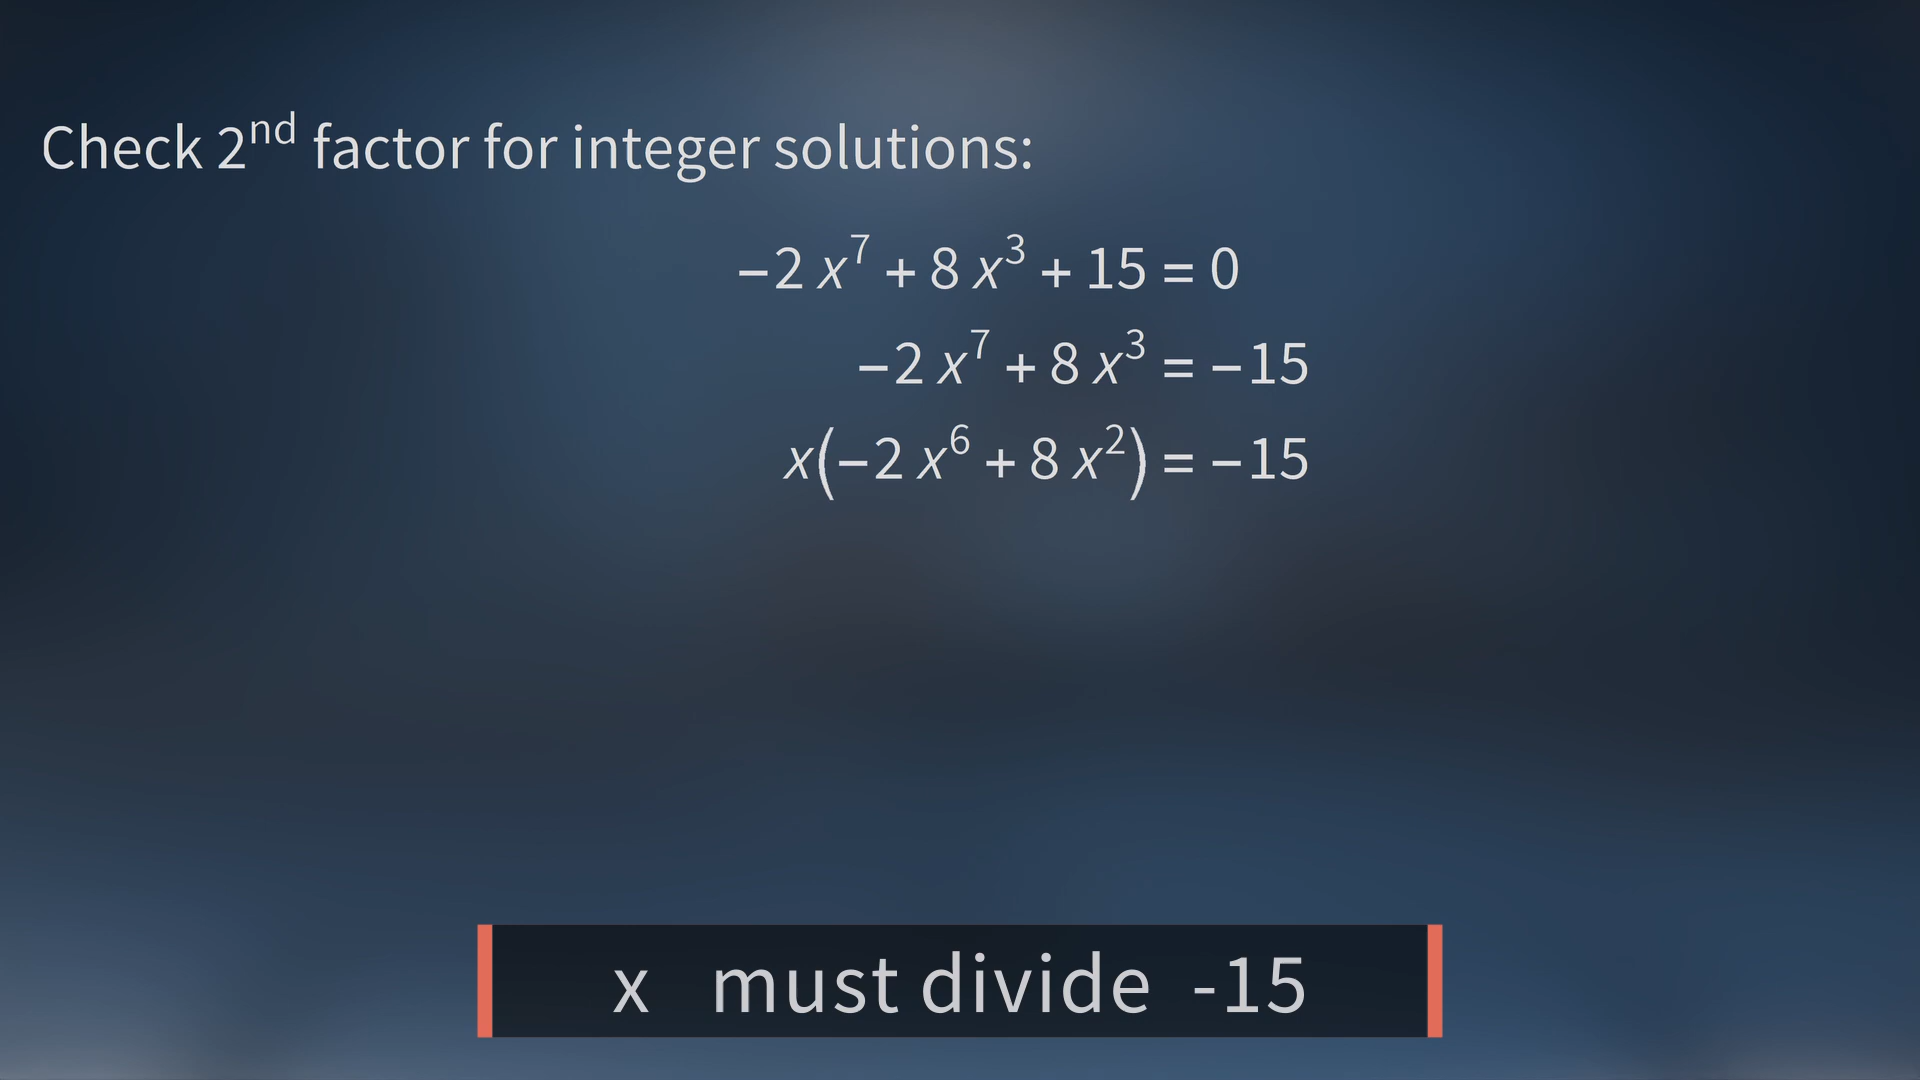 Check 2nd factor for integer solutions:
−2 x⁷ + 8 x³ + 15 = 0
−2 x⁷ + 8 x³ = −15
x(−2 x⁶ + 8 x²) = −15
x must divide -15